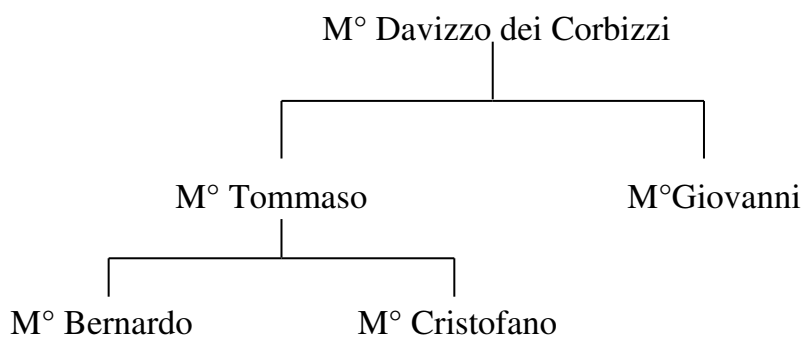 M° Davizzo dei Corbizzi
M° Tommaso
M°Giovanni
M° Bernardo
M° Cristofano